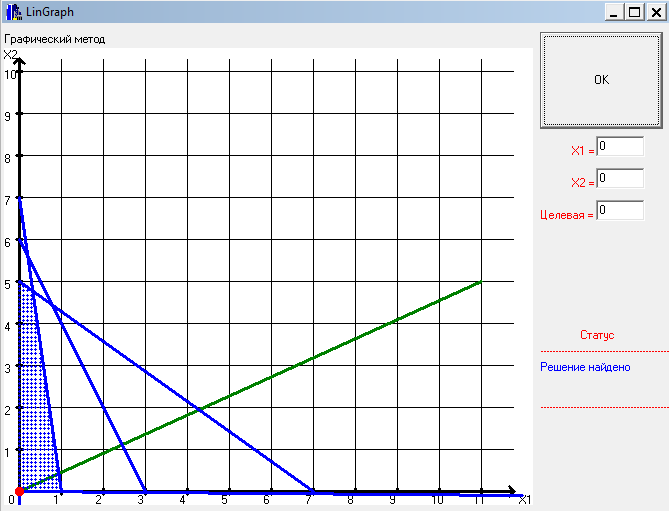 LinGraph
Графический метод
X2
10
9
8
7
6
5
4
3
2
1
0 1 2 3 4 5 6 7 8 9 10 11 X1
OK
X1 = 0
X2 = 0
Целевая = 0
Статус
Решение найдено